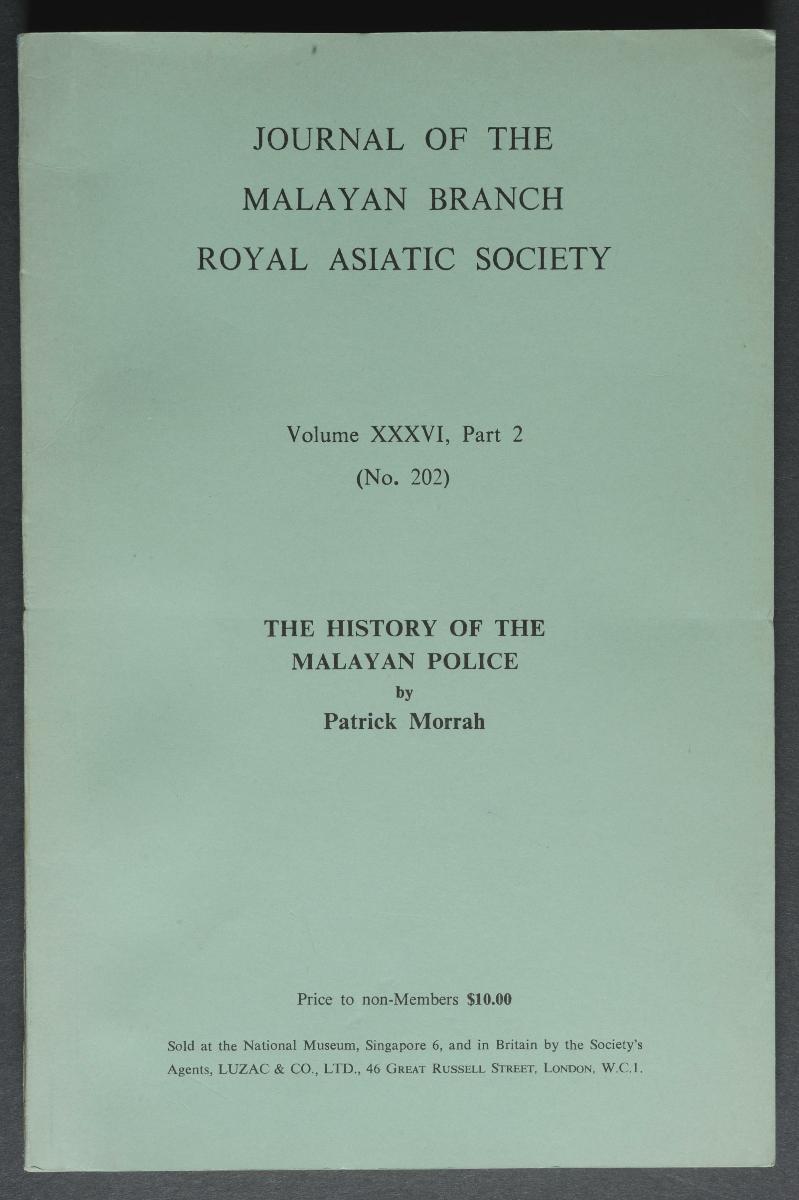 JOURNAL OF THE
MALAYAN BRANCH
ROYAL ASIATIC SOCIETY
Volume XXXVI, Part 2
(No. 202)
THE HISTORY OF THE
MALAYAN POLICE
by
Patrick Morrah
Price to non-Members $10.00
Sold at the National Museum, Singapore 6, and in Britain by the Society's
Agents, LUZAC & CO., LTD., 46 GREAT RUSSELL STREET, LONDON, W.C.1.